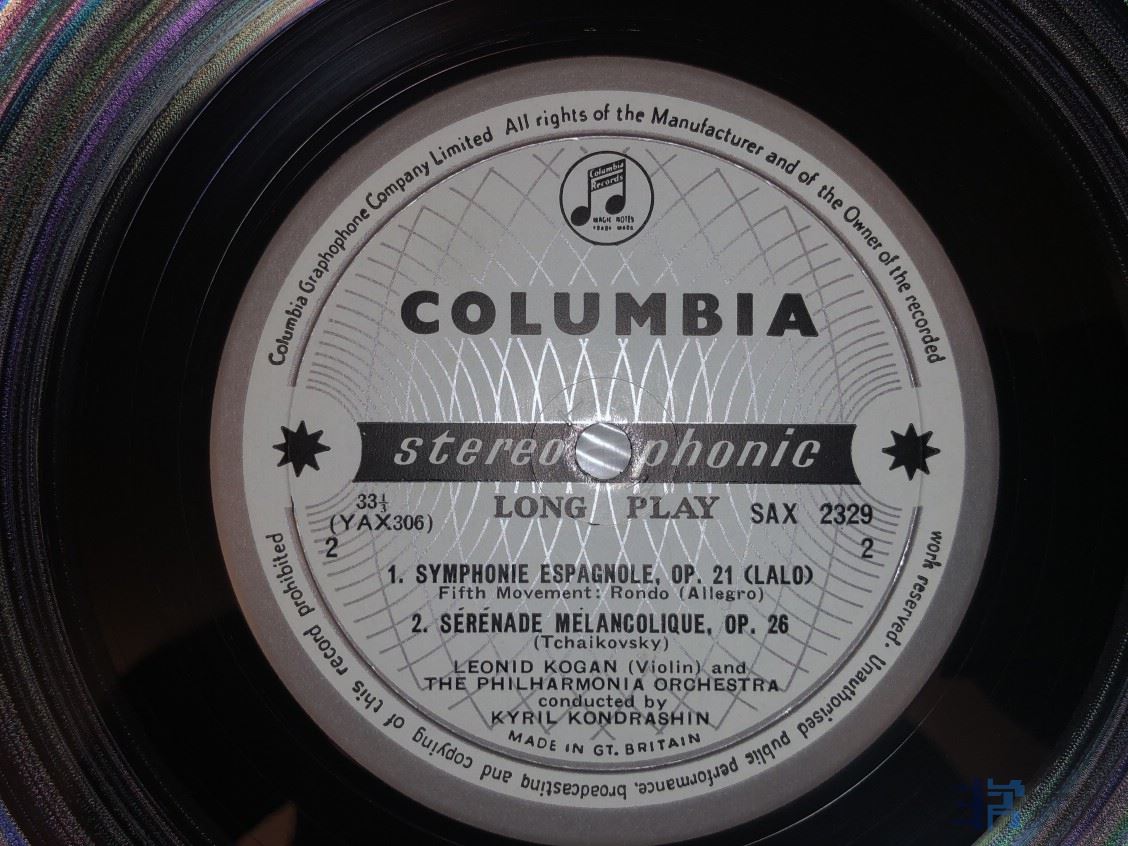 Columbia Graphophone Company Limited All rights of the Manufacturer and of the Owner of the recorded
work reserved. Unauthorised public performance, broadcasting and copying of this record prohibited
Columbia
Records
MAGIC NOTES
TRADE MARK
COLUMBIA
stereo phonic
LONG PLAY
33⅓
(YAX306)
2
SAX 2329
2
1. SYMPHONIE ESPAGNOLE, OP. 21 (LALO)
Fifth Movement: Rondo (Allegro)
2. SÉRÉNADE MÉLANCOLIQUE, OP. 26
(Tchaikovsky)
LEONID KOGAN (Violin) and
THE PHILHARMONIA ORCHESTRA
conducted by
KYRIL KONDRASHIN
MADE IN GT. BRITAIN